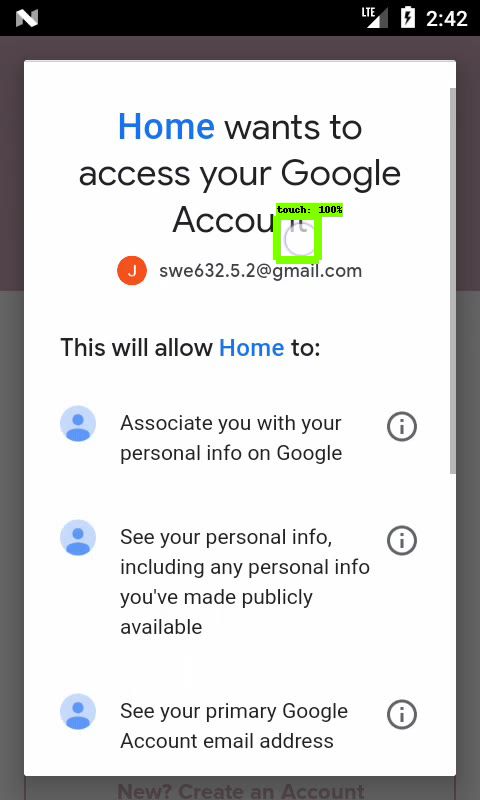 LTE 2:42
Home wants to
access your Google
touch: 100%
J swe632.5.2@gmail.com
This will allow Home to:
Associate you with your
personal info on Google
See your personal info,
including any personal info
you've made publicly
available
See your primary Google
Account email address
New? Create an Account